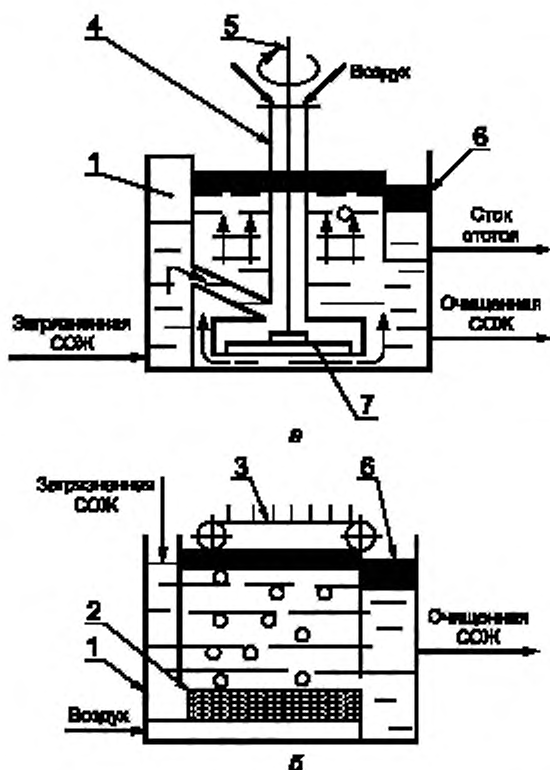 5
4
Воздух
1
6
Сток
отстоя
Загрязненная
СОЖ
Очищенная
СОЖ
7
а
Загрязненная
СОЖ
3
6
2
1
Очищенная
СОЖ
Воздух
б